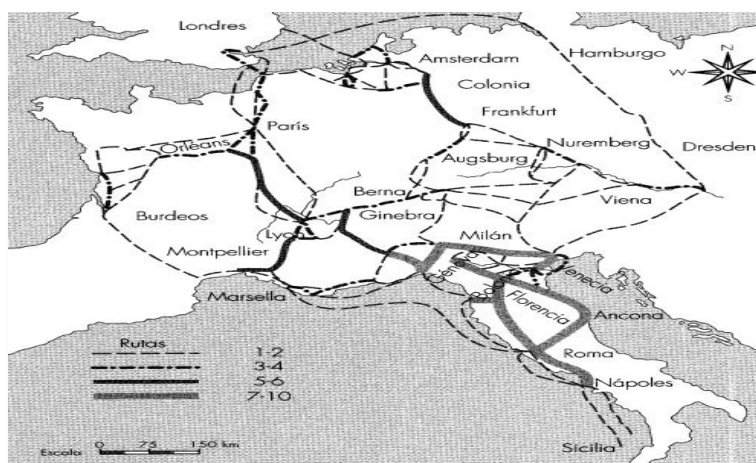 Londres
N
Amsterdam
Hamburgo
W
E
Colonia
S
Frankfurt
París
Orléans
Nuremberg
Dresden
Augsburg
Berna
Viena
Burdeos
Ginebra
Lyon
Milán
Montpellier
Génova
Venecia
Marsella
Florencia
Ancona
Rutas
1-2
Roma
3-4
5-6
7-10
Nápoles
Escala
0 75 150 km
Sicilia